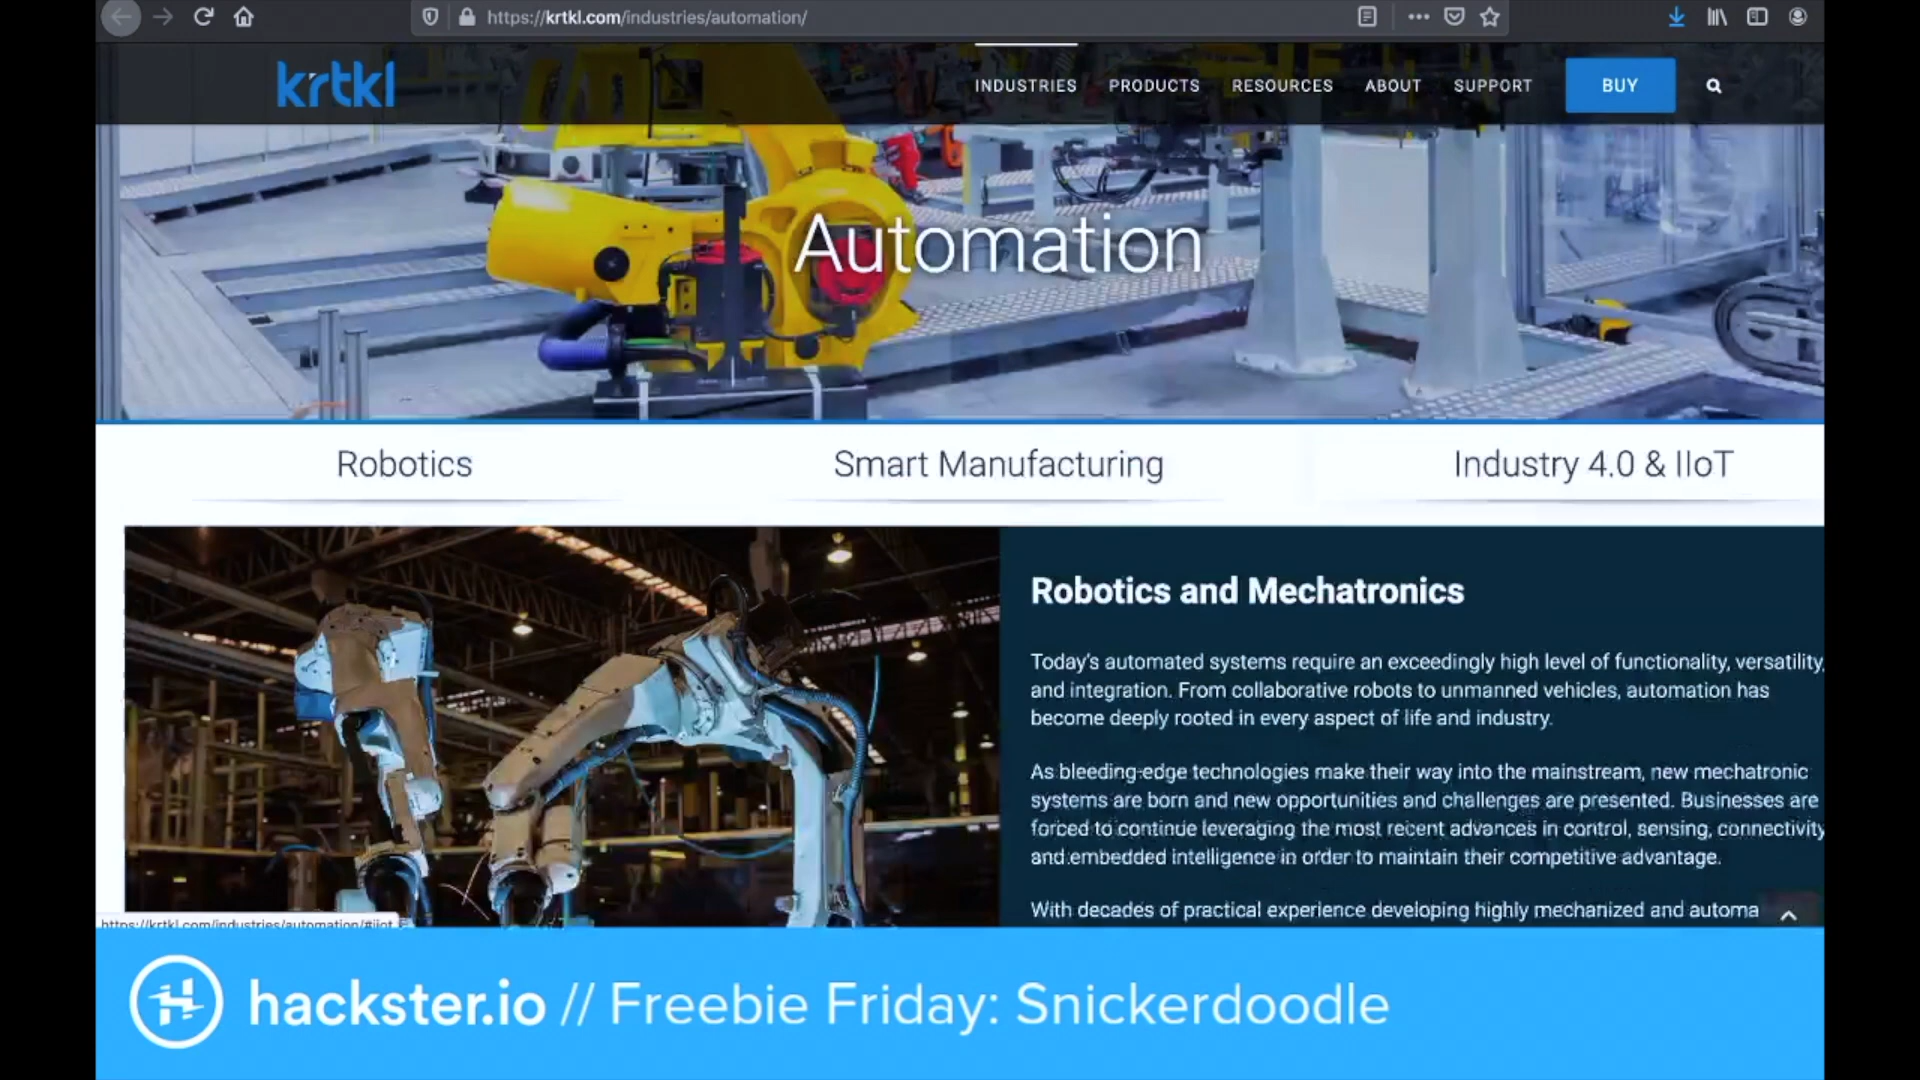 https://krtkl.com/industries/automation/
krtkl
INDUSTRIES PRODUCTS RESOURCES ABOUT SUPPORT BUY
Automation
Robotics
Smart Manufacturing
Industry 4.0 & IIoT
Robotics and Mechatronics
Today's automated systems require an exceedingly high level of functionality, versatility,
and integration. From collaborative robots to unmanned vehicles, automation has
become deeply rooted in every aspect of life and industry.
As bleeding-edge technologies make their way into the mainstream, new mechatronic
systems are born and new opportunities and challenges are presented. Businesses are
forced to continue leveraging the most recent advances in control, sensing, connectivity
and embedded intelligence in order to maintain their competitive advantage.
With decades of practical experience developing highly mechanized and automa
https://krtkl.com/industries/automation/#iiot
hackster.io // Freebie Friday: Snickerdoodle